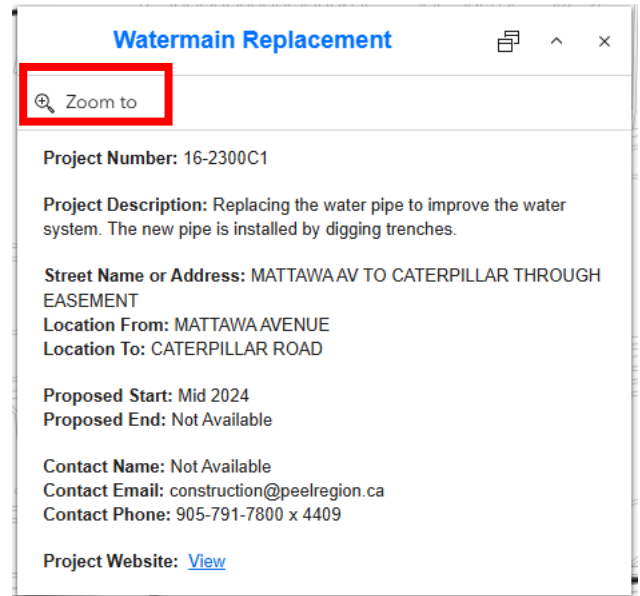 Watermain Replacement
Zoom to
Project Number: 16-2300C1
Project Description: Replacing the water pipe to improve the water
system. The new pipe is installed by digging trenches.
Street Name or Address: MATTAWA AV TO CATERPILLAR THROUGH
EASEMENT
Location From: MATTAWA AVENUE
Location To: CATERPILLAR ROAD
Proposed Start: Mid 2024
Proposed End: Not Available
Contact Name: Not Available
Contact Email: construction@peelregion.ca
Contact Phone: 905-791-7800 x 4409
Project Website: View